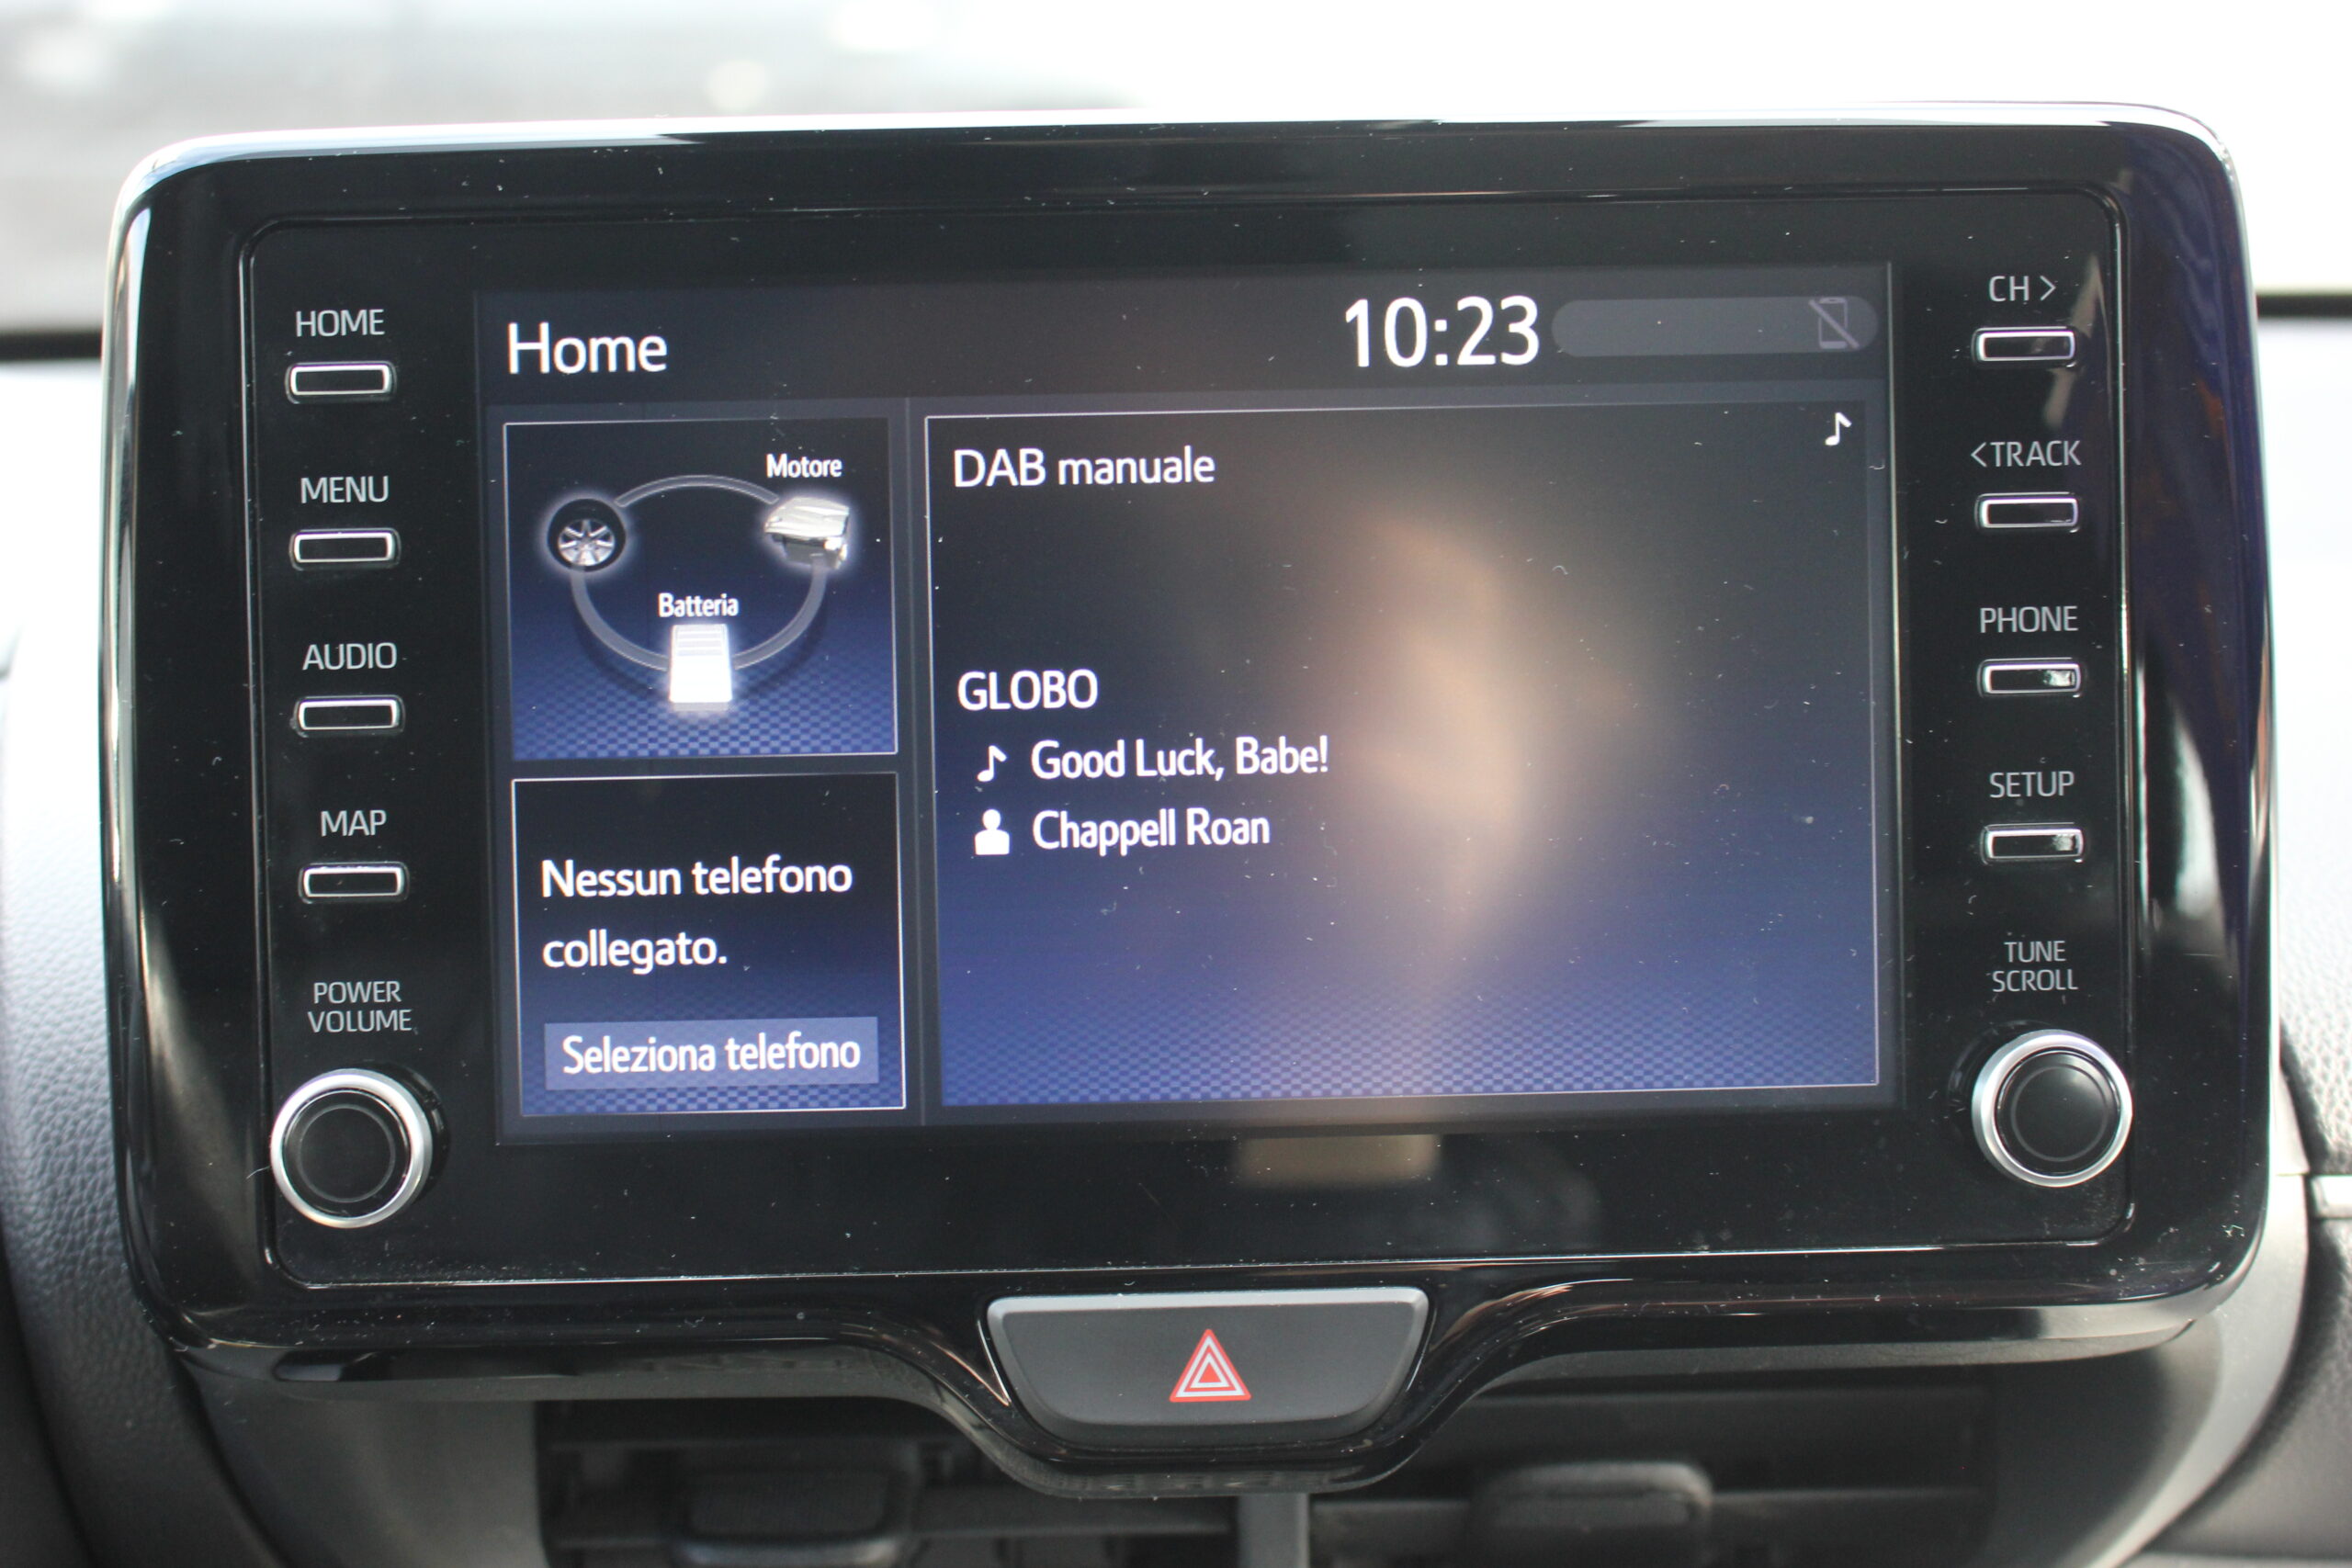 HOME
MENU
AUDIO
MAP
POWER
VOLUME
Home
10:23
Motore
Batteria
Nessun telefono
collegato.
Seleziona telefono
DAB manuale
GLOBO
Good Luck, Babe!
Chappell Roan
CH >
<TRACK
PHONE
SETUP
TUNE
SCROLL